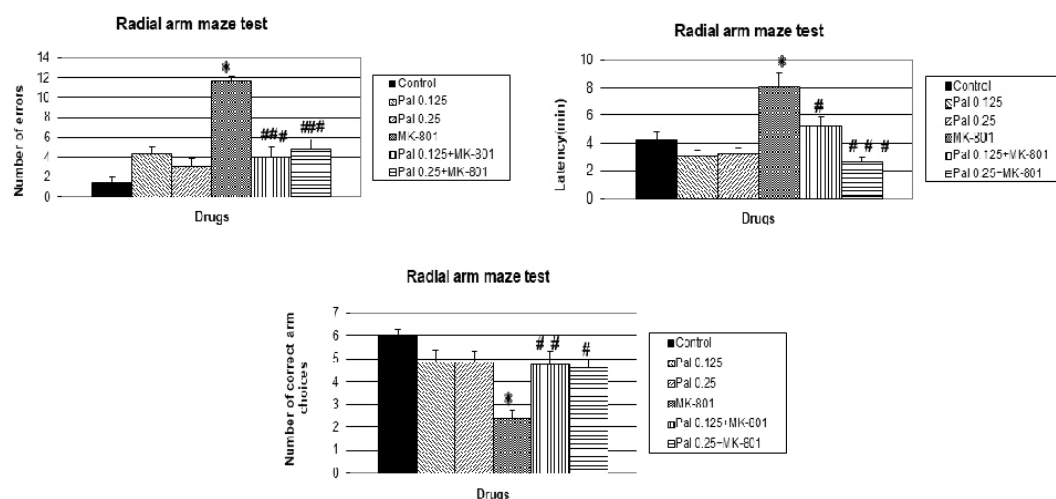 Radial arm maze test
Number of errors
14
12
10
8
6
4
2
0
*
###
###
Drugs
Control
Pal 0.125
Pal 0.25
MK-801
Pal 0.125+MK-801
Pal 0.25+MK-801
Radial arm maze test
Latency(min)
10
8
6
4
2
0
*
#
# # #
Drugs
Control
Pal 0.125
Pal 0.25
MK-801
Pal 0.125+MK-801
Pal 0.25+MK-801
Radial arm maze test
Number of correct arm
choices
7
6
5
4
3
2
1
0
*
# #
#
Drugs
Control
Pal 0.125
Pal 0.25
MK-801
Pal 0.125+MK-801
Pal 0.25+MK-801